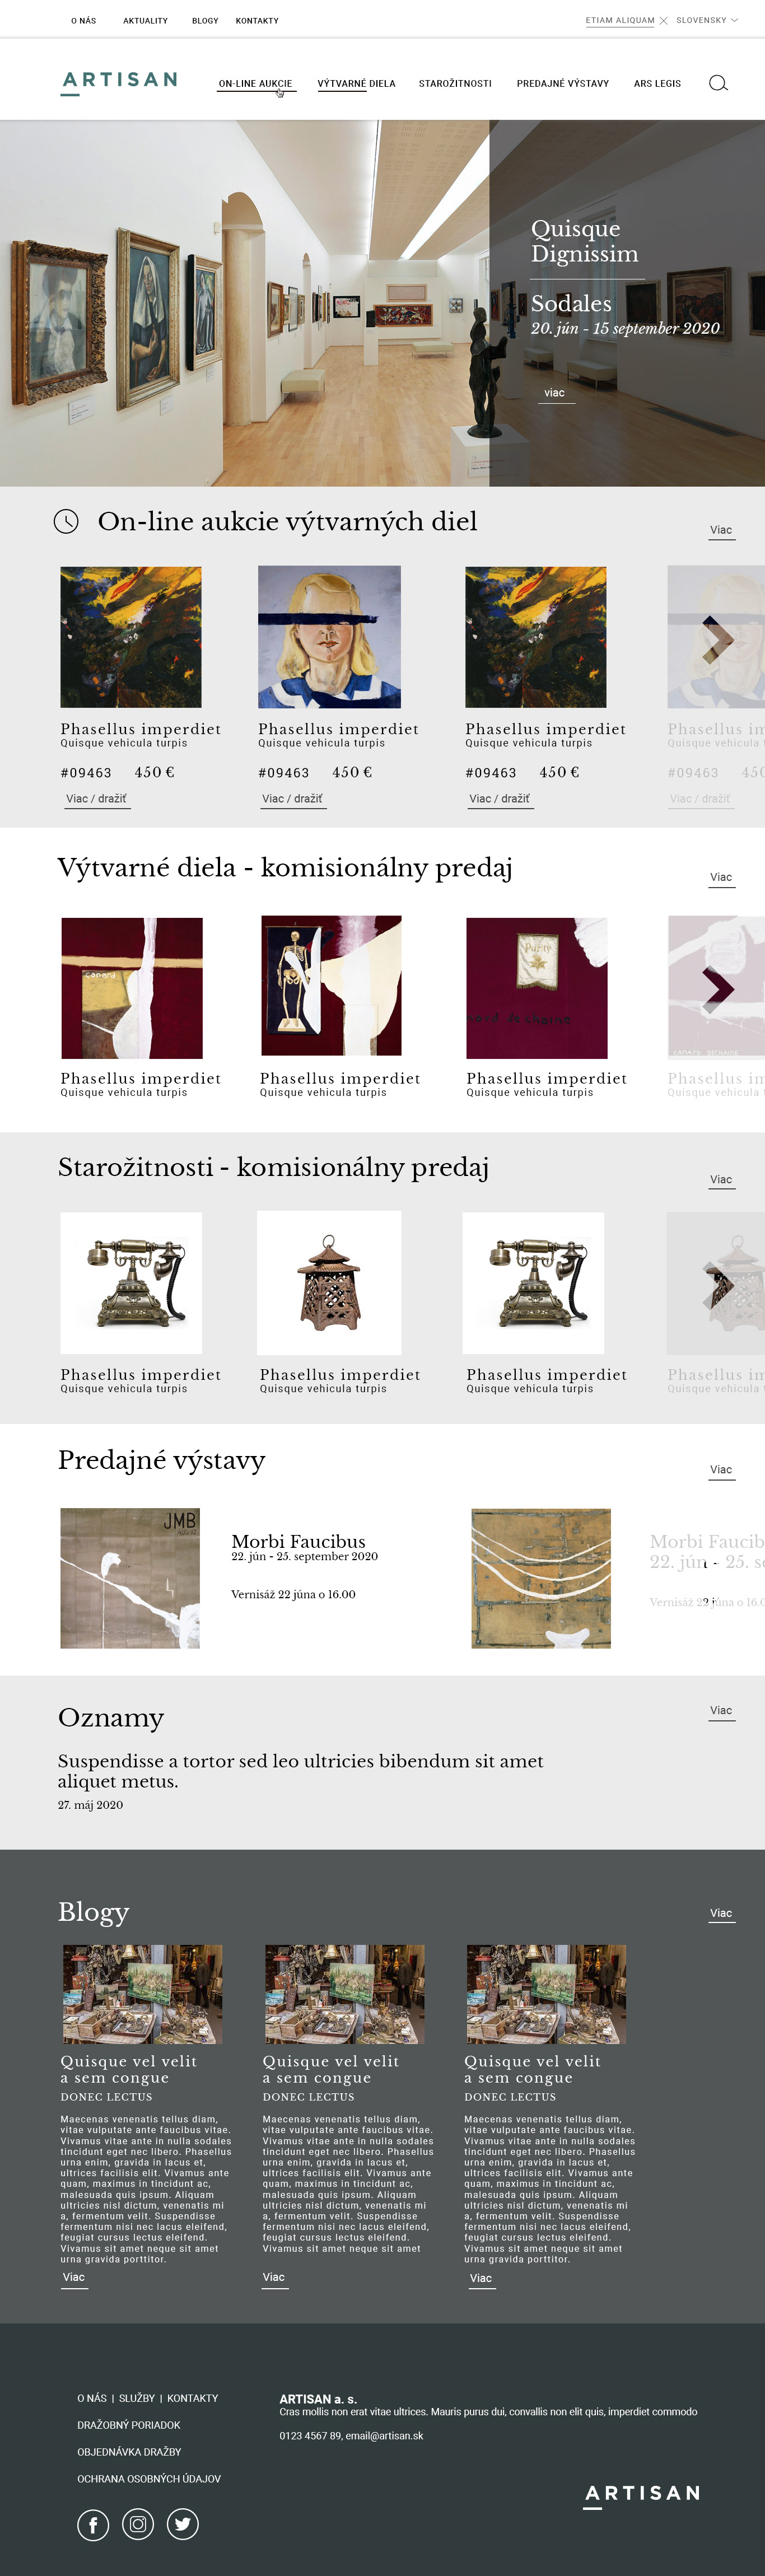 O NÁS AKTUALITY BLOGY KONTAKTY ETIAM ALIQUAM SLOVENSKY
ARTISAN ON-LINE AUKCIE VÝTVARNÉ DIELA STAROŽITNOSTI PREDAJNÉ VÝSTAVY ARS LEGIS
Quisque
Dignissim
Sodales
20. jún - 15 september 2020
viac
On-line aukcie výtvarných diel
Viac
Phasellus imperdiet
Quisque vehicula turpis
#09463 450 €
Viac / dražiť
Phasellus imperdiet
Quisque vehicula turpis
#09463 450 €
Viac / dražiť
Phasellus imperdiet
Quisque vehicula turpis
#09463 450 €
Viac / dražiť
Phasellus im
Quisque vehicula
#09463 450
Viac / dražiť
Výtvarné diela - komisionálny predaj
Viac
canard
Purity
Phasellus imperdiet
Quisque vehicula turpis
Phasellus imperdiet
Quisque vehicula turpis
Phasellus imperdiet
Quisque vehicula turpis
Phasellus im
Quisque vehicula
Starožitnosti - komisionálny predaj
Viac
Phasellus imperdiet
Quisque vehicula turpis
Phasellus imperdiet
Quisque vehicula turpis
Phasellus imperdiet
Quisque vehicula turpis
Phasellus im
Quisque vehicula
Predajné výstavy
Viac
JMB
Morbi Faucibus
22. jún - 25. september 2020
Vernisáž 22 júna o 16.00
Morbi Faucib
22. jún - 25. se
Vernisáž 22 júna o 16.0
Oznamy
Viac
Suspendisse a tortor sed leo ultricies bibendum sit amet
aliquet metus.
27. máj 2020
Blogy
Viac
Quisque vel velit
a sem congue
DONEC LECTUS
Maecenas venenatis tellus diam,
vitae vulputate ante faucibus vitae.
Vivamus vitae ante in nulla sodales
tincidunt eget nec libero. Phasellus
urna enim, gravida in lacus et,
ultrices facilisis elit. Vivamus ante
quam, maximus in tincidunt ac,
malesuada quis ipsum. Aliquam
ultricies nisl dictum, venenatis mi
a, fermentum velit. Suspendisse
fermentum nisi nec lacus eleifend,
feugiat cursus lectus eleifend.
Vivamus sit amet neque sit amet
urna gravida porttitor.
Viac
Quisque vel velit
a sem congue
DONEC LECTUS
Maecenas venenatis tellus diam,
vitae vulputate ante faucibus vitae.
Vivamus vitae ante in nulla sodales
tincidunt eget nec libero. Phasellus
urna enim, gravida in lacus et,
ultrices facilisis elit. Vivamus ante
quam, maximus in tincidunt ac,
malesuada quis ipsum. Aliquam
ultricies nisl dictum, venenatis mi
a, fermentum velit. Suspendisse
fermentum nisi nec lacus eleifend,
feugiat cursus lectus eleifend.
Vivamus sit amet neque sit amet
Viac
Quisque vel velit
a sem congue
DONEC LECTUS
Maecenas venenatis tellus diam,
vitae vulputate ante faucibus vitae.
Vivamus vitae ante in nulla sodales
tincidunt eget nec libero. Phasellus
urna enim, gravida in lacus et,
ultrices facilisis elit. Vivamus ante
quam, maximus in tincidunt ac,
malesuada quis ipsum. Aliquam
ultricies nisl dictum, venenatis mi
a, fermentum velit. Suspendisse
fermentum nisi nec lacus eleifend,
feugiat cursus lectus eleifend.
Vivamus sit amet neque sit amet
urna gravida porttitor.
Viac
O NÁS | SLUŽBY | KONTAKTY
DRAŽOBNÝ PORIADOK
OBJEDNÁVKA DRAŽBY
OCHRANA OSOBNÝCH ÚDAJOV
ARTISAN a. s.
Cras mollis non erat vitae ultrices. Mauris purus dui, convallis non elit quis, imperdiet commodo
0123 4567 89, email@artisan.sk
ARTISAN